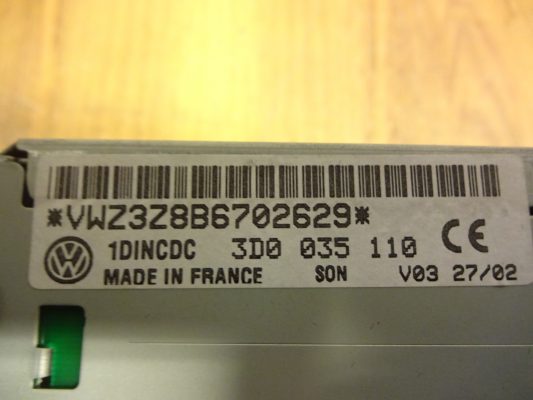 *VWZ3Z8B6702629*
1DINCDC 3D0 035 110 CE
MADE IN FRANCE SON V03 27/02